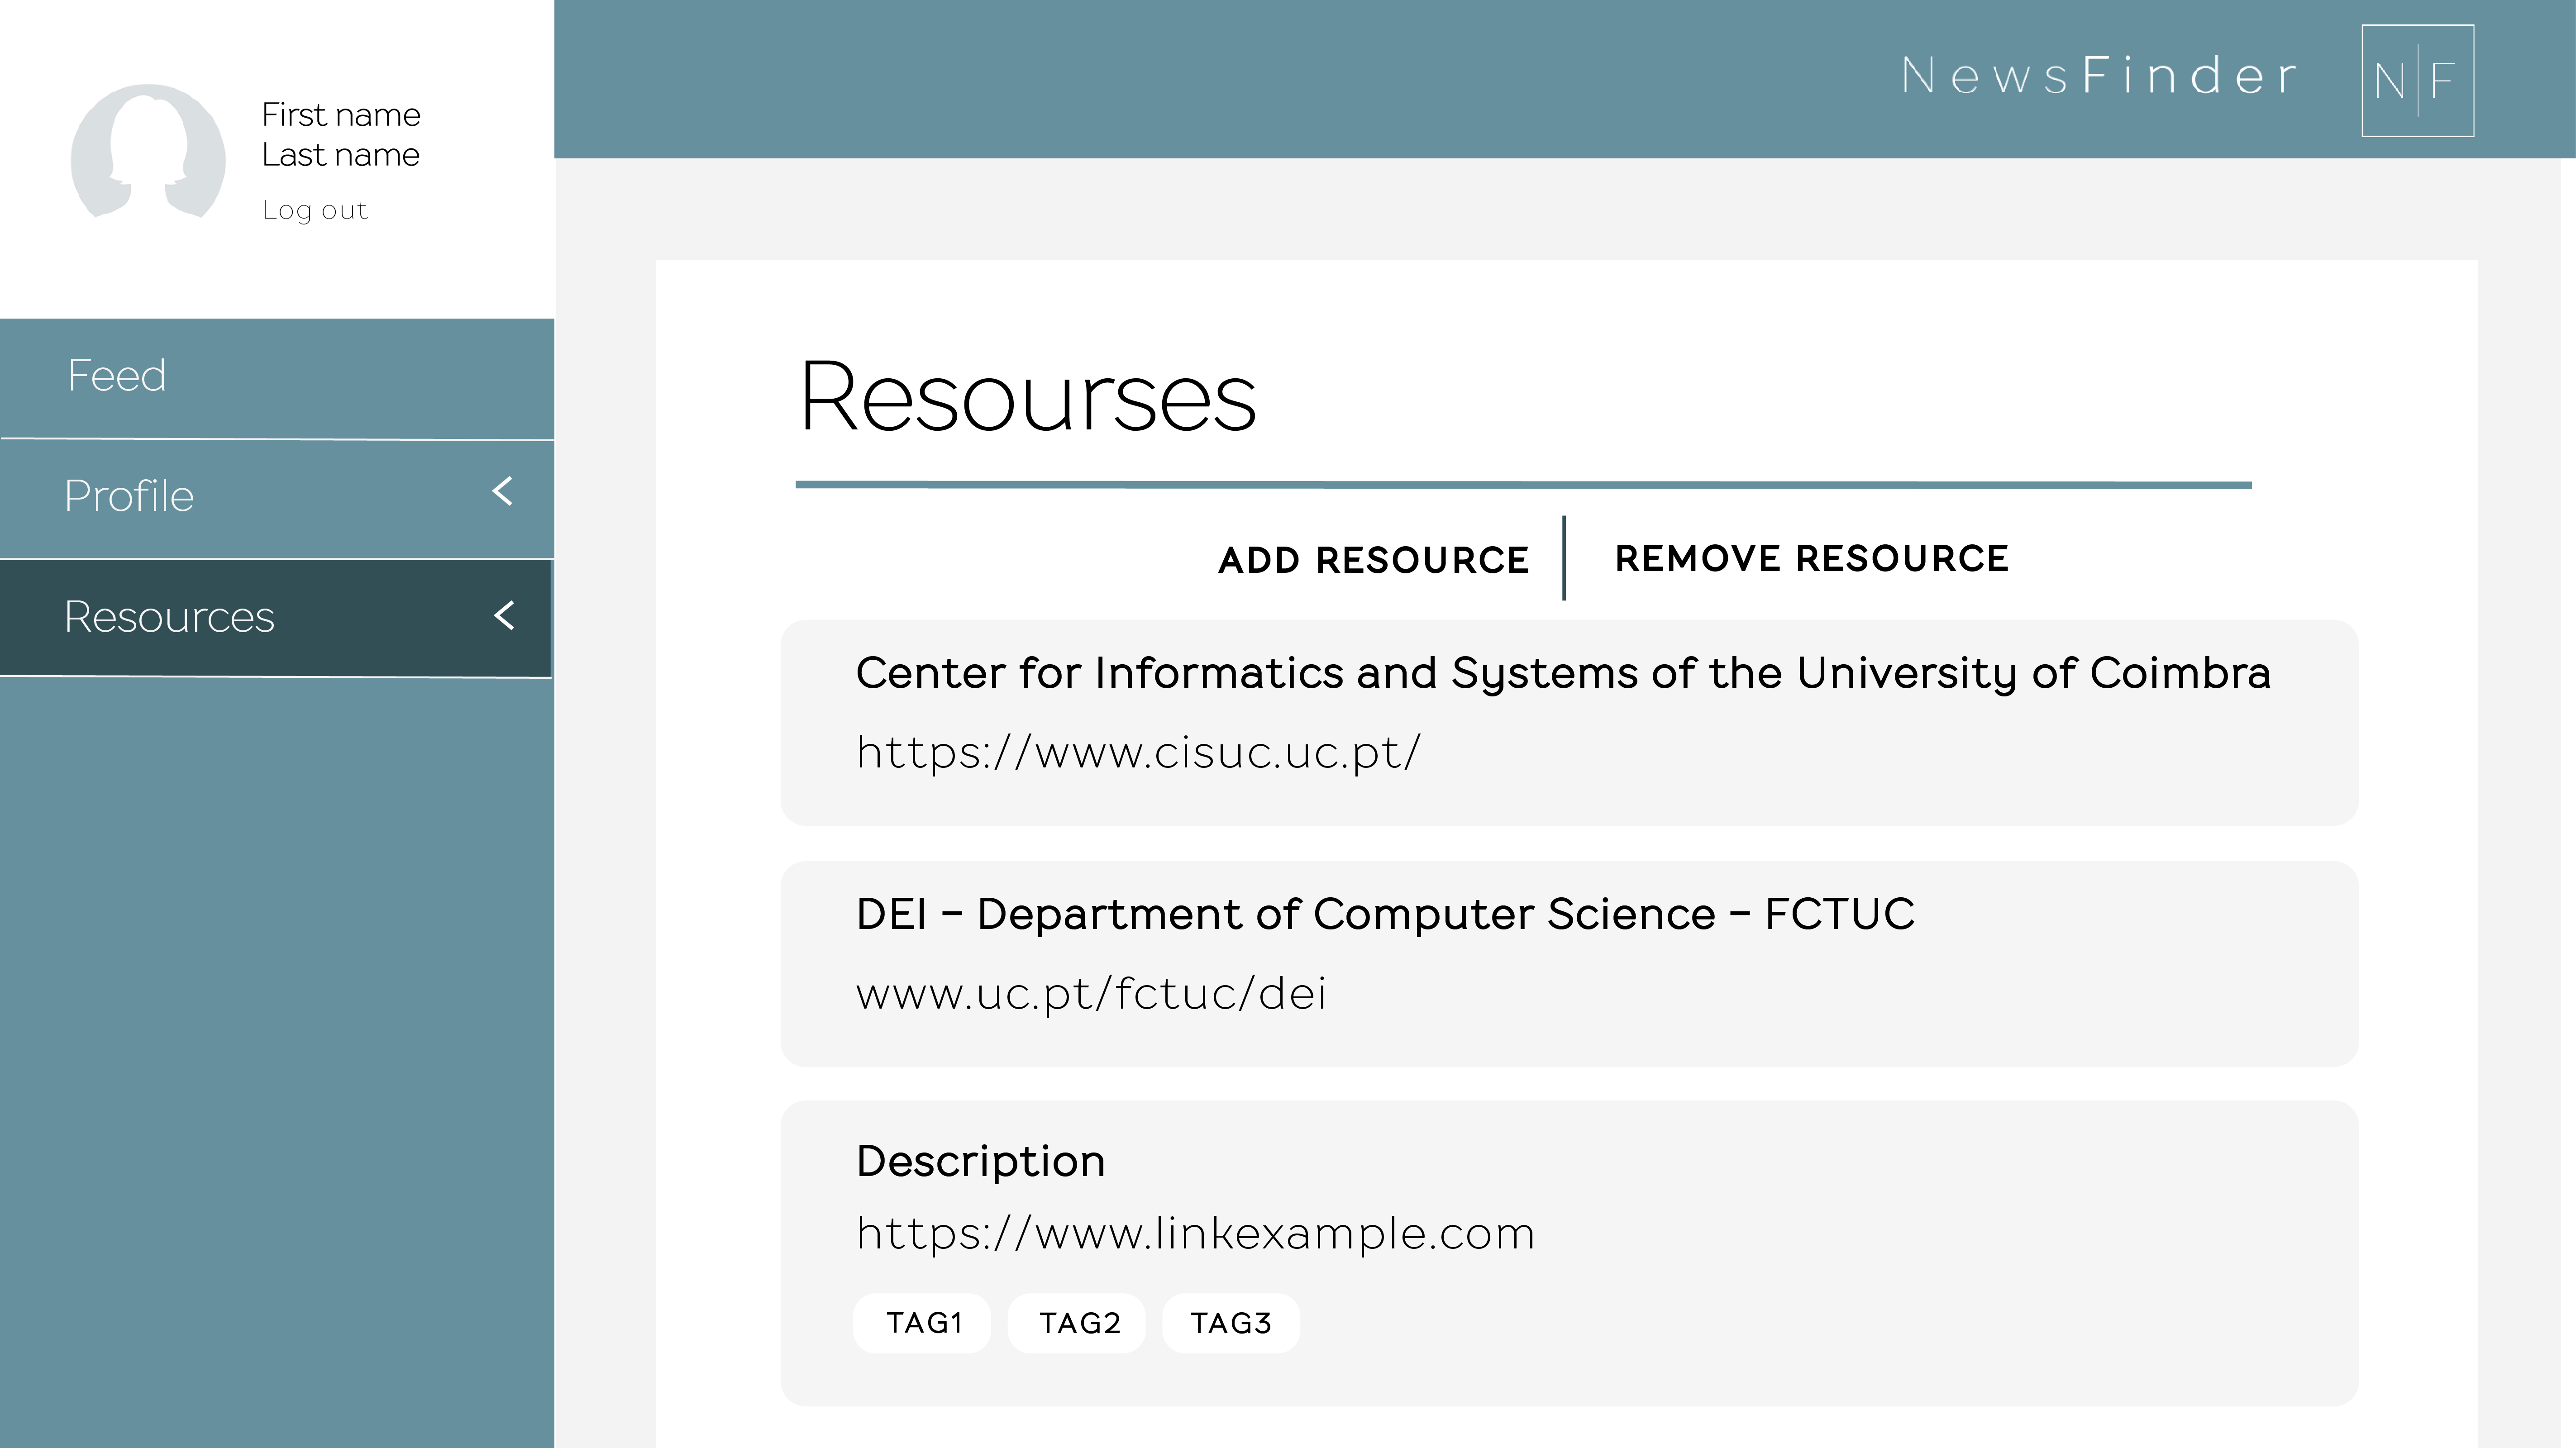 First name
Last name
Log out
NewsFinder
N|F
Feed
Profile <
Resources <
Resourses
ADD RESOURCE | REMOVE RESOURCE
Center for Informatics and Systems of the University of Coimbra
https://www.cisuc.uc.pt/
DEI - Department of Computer Science - FCTUC
www.uc.pt/fctuc/dei
Description
https://www.linkexample.com
TAG1 TAG2 TAG3